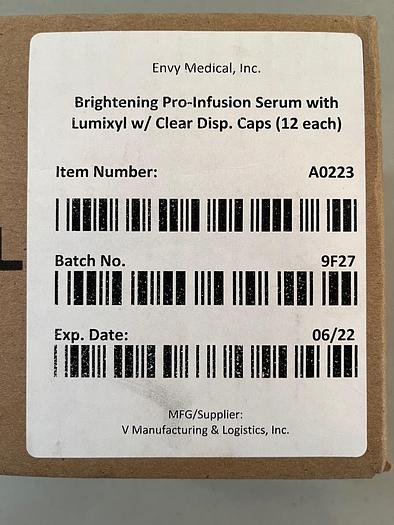 Envy Medical, Inc.
Brightening Pro-Infusion Serum with
Lumixyl w/ Clear Disp. Caps (12 each)
Item Number: A0223
Batch No. 9F27
Exp. Date: 06/22
MFG/Supplier:
V Manufacturing & Logistics, Inc.
L